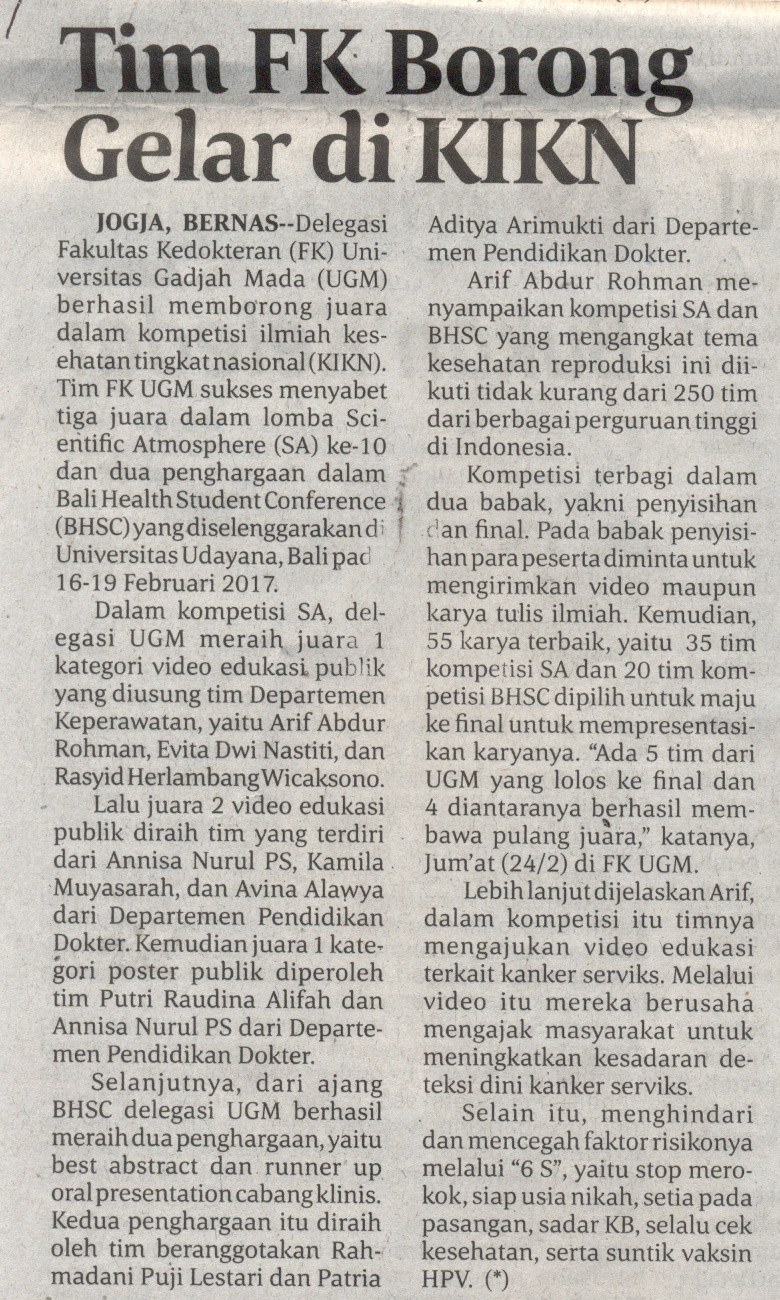 Tim FK Borong
Gelar di KIKN
JOGJA, BERNAS--Delegasi
Fakultas Kedokteran (FK) Uni-
versitas Gadjah Mada (UGM)
berhasil memborong juara
dalam kompetisi ilmiah kes-
ehatan tingkat nasional (KIKN).
Tim FK UGM sukses menyabet
tiga juara dalam lomba Sci-
entific Atmosphere (SA) ke-10
dan dua penghargaan dalam
Bali Health Student Conference
(BHSC) yang diselenggarakan di
Universitas Udayana, Bali pad
16-19 Februari 2017.
Dalam kompetisi SA, del-
egasi UGM meraih juara 1
kategori video edukasi publik
yang diusung tim Departemen
Keperawatan, yaitu Arif Abdur
Rohman, Evita Dwi Nastiti, dan
Rasyid Herlambang Wicaksono.
Lalu juara 2 video edukasi
publik diraih tim yang terdiri
dari Annisa Nurul PS, Kamila
Muyasarah, dan Avina Alawya
dari Departemen Pendidikan
Dokter. Kemudian juara 1 kate-
gori poster publik diperoleh
tim Putri Raudina Alifah dan
Annisa Nurul PS dari Departe-
men Pendidikan Dokter.
Selanjutnya, dari ajang
BHSC delegasi UGM berhasil
meraih dua penghargaan, yaitu
best abstract dan runner up
oral presentation cabang klinis.
Kedua penghargaan itu diraih
oleh tim beranggotakan Rah-
madani Puji Lestari dan Patria
Aditya Arimukti dari Departe-
men Pendidikan Dokter.
Arif Abdur Rohman me-
nyampaikan kompetisi SA dan
BHSC yang mengangkat tema
kesehatan reproduksi ini dii-
kuti tidak kurang dari 250 tim
dari berbagai perguruan tinggi
di Indonesia.
Kompetisi terbagi dalam
dua babak, yakni penyisihan
dan final. Pada babak penyisi-
han para peserta diminta untuk
mengirimkan video maupun
karya tulis ilmiah. Kemudian,
55 karya terbaik, yaitu 35 tim
kompetisi SA dan 20 tim kom-
petisi BHSC dipilih untuk maju
ke final untuk mempresentasi-
kan karyanya. “Ada 5 tim dari
UGM yang lolos ke final dan
4 diantaranya berhasil mem-
bawa pulang juara,” katanya,
Jum’at (24/2) di FK UGM.
Lebih lanjut dijelaskan Arif,
dalam kompetisi itu timnya
mengajukan video edukasi
terkait kanker serviks. Melalui
video itu mereka berusaha
mengajak masyarakat untuk
meningkatkan kesadaran de-
teksi dini kanker serviks.
Selain itu, menghindari
dan mencegah faktor risikonya
melalui “6 S”, yaitu stop mero-
kok, siap usia nikah, setia pada
pasangan, sadar KB, selalu cek
kesehatan, serta suntik vaksin
HPV. (*)